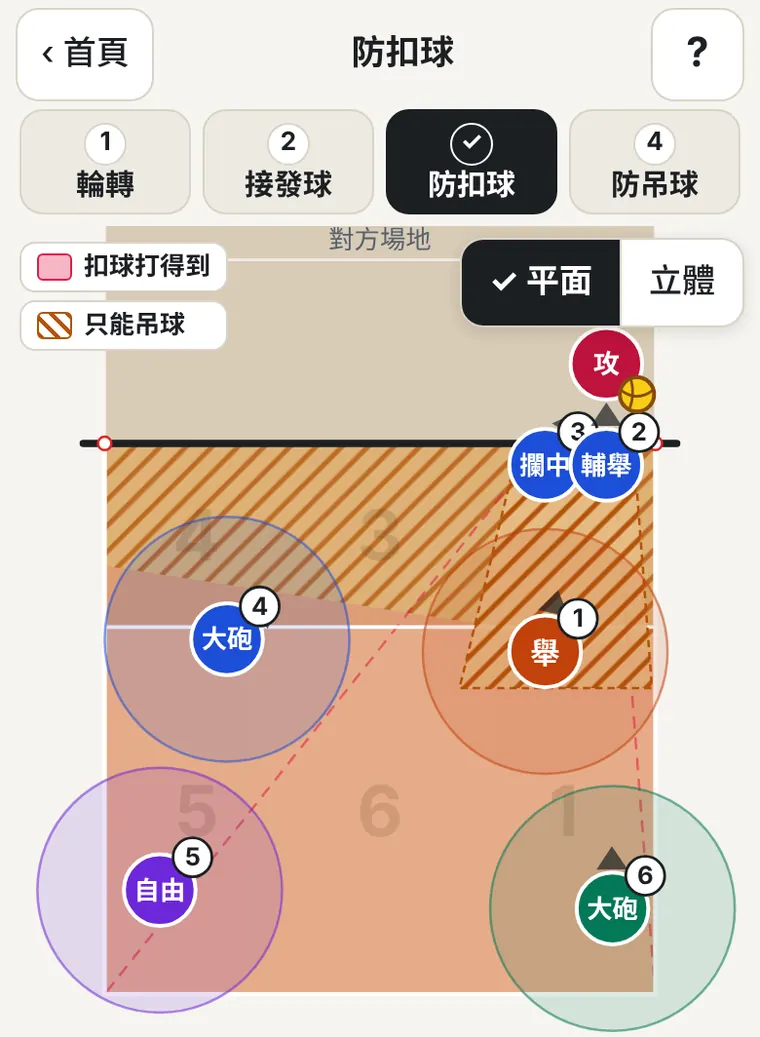 ‹ 首頁
防扣球
?
1
輪轉
2
接發球
防扣球
4
防吊球
對方場地
扣球打得到
只能吊球
平面
立體
攻
3
2
攔中
輔舉
4
3
4
大砲
1
舉
5
6
1
5
自由
6
大砲